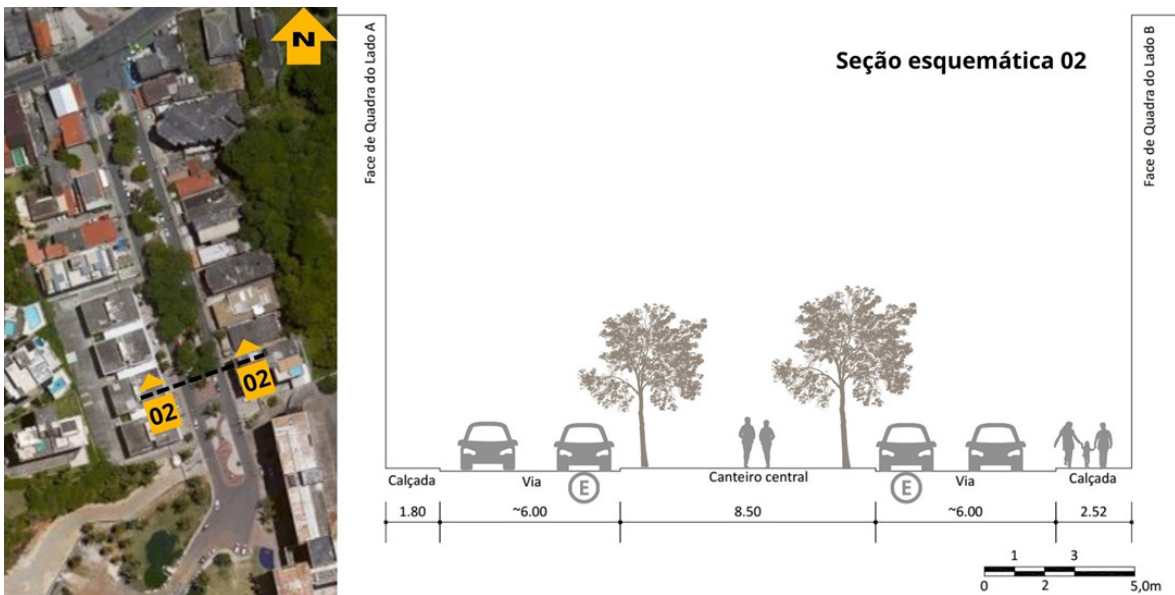 N
02
02
Seção esquemática 02
Face de Quadra do Lado A
Face de Quadra do Lado B
Calçada
Via
Canteiro central
Via
Calçada
E
E
1.80
~6.00
8.50
~6.00
2.52
1
3
0
2
5,0m